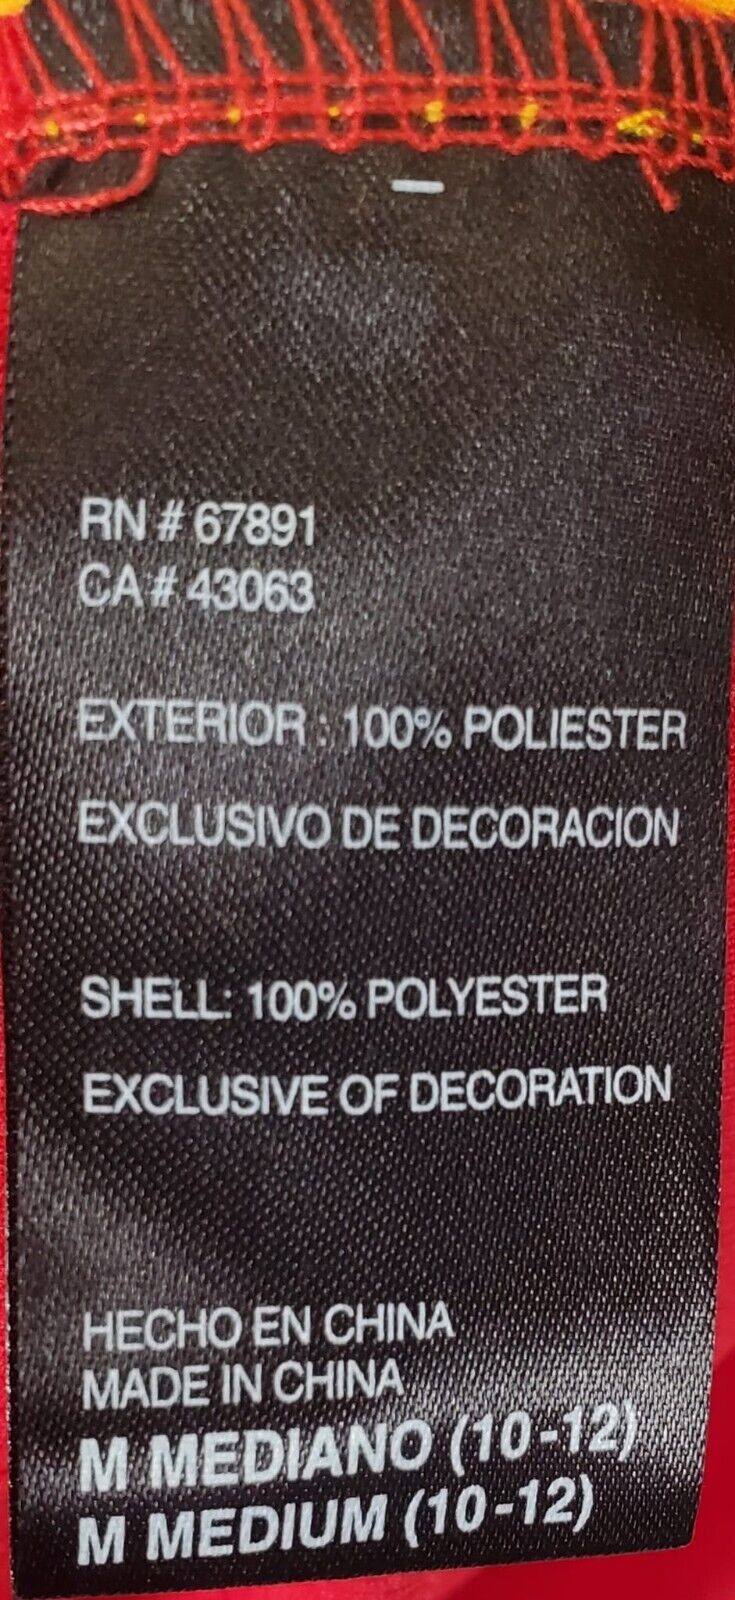 RN # 67891
CA # 43063
EXTERIOR : 100% POLIESTER
EXCLUSIVO DE DECORACION
SHELL: 100% POLYESTER
EXCLUSIVE OF DECORATION
HECHO EN CHINA
MADE IN CHINA
M MEDIANO (10-12)
M MEDIUM (10-12)